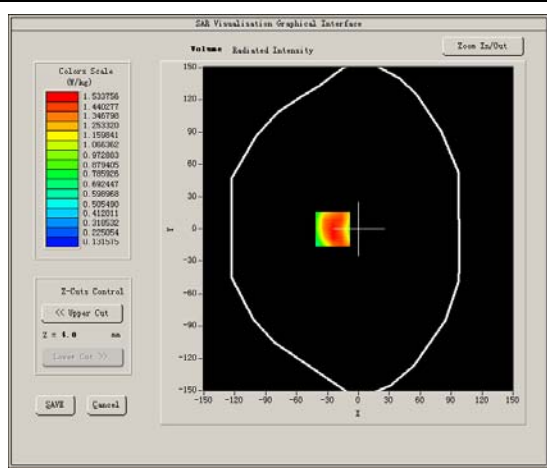 SAR Visualisation Graphical Interface
Volume Radiated Intensity
Zoom In/Out
Colors Scale
(W/kg)
1.533756
1.440277
1.346798
1.253320
1.159841
1.066362
0.972883
0.879405
0.785926
0.692447
0.598968
0.505490
0.412011
0.318532
0.225054
0.131575
150
120
90
60
30
0
-30
-60
-90
-120
-150
Y
-150 -120 -90 -60 -30 0 30 60 90 120 150
X
Z-Cuts Control
<< Upper Cut
Z = 4.0 mm
Lower Cut >>
SAVE
Cancel